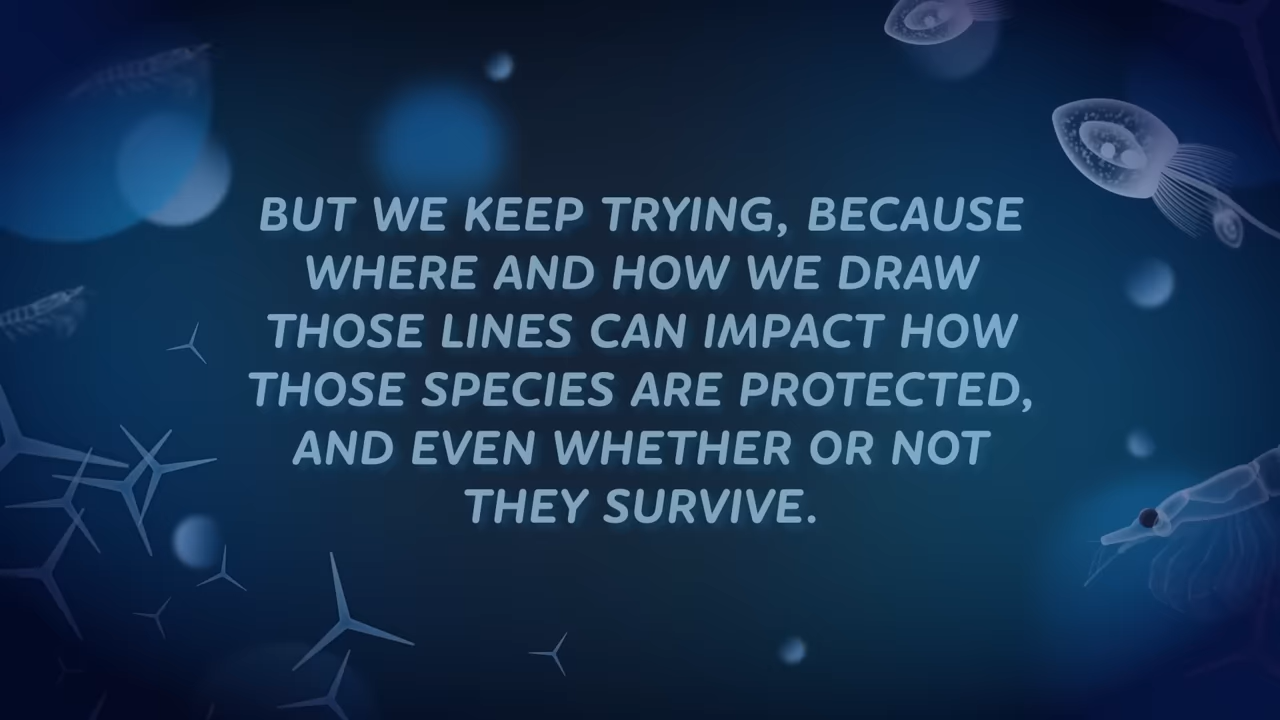 BUT WE KEEP TRYING, BECAUSE
WHERE AND HOW WE DRAW
THOSE LINES CAN IMPACT HOW
THOSE SPECIES ARE PROTECTED,
AND EVEN WHETHER OR NOT
THEY SURVIVE.